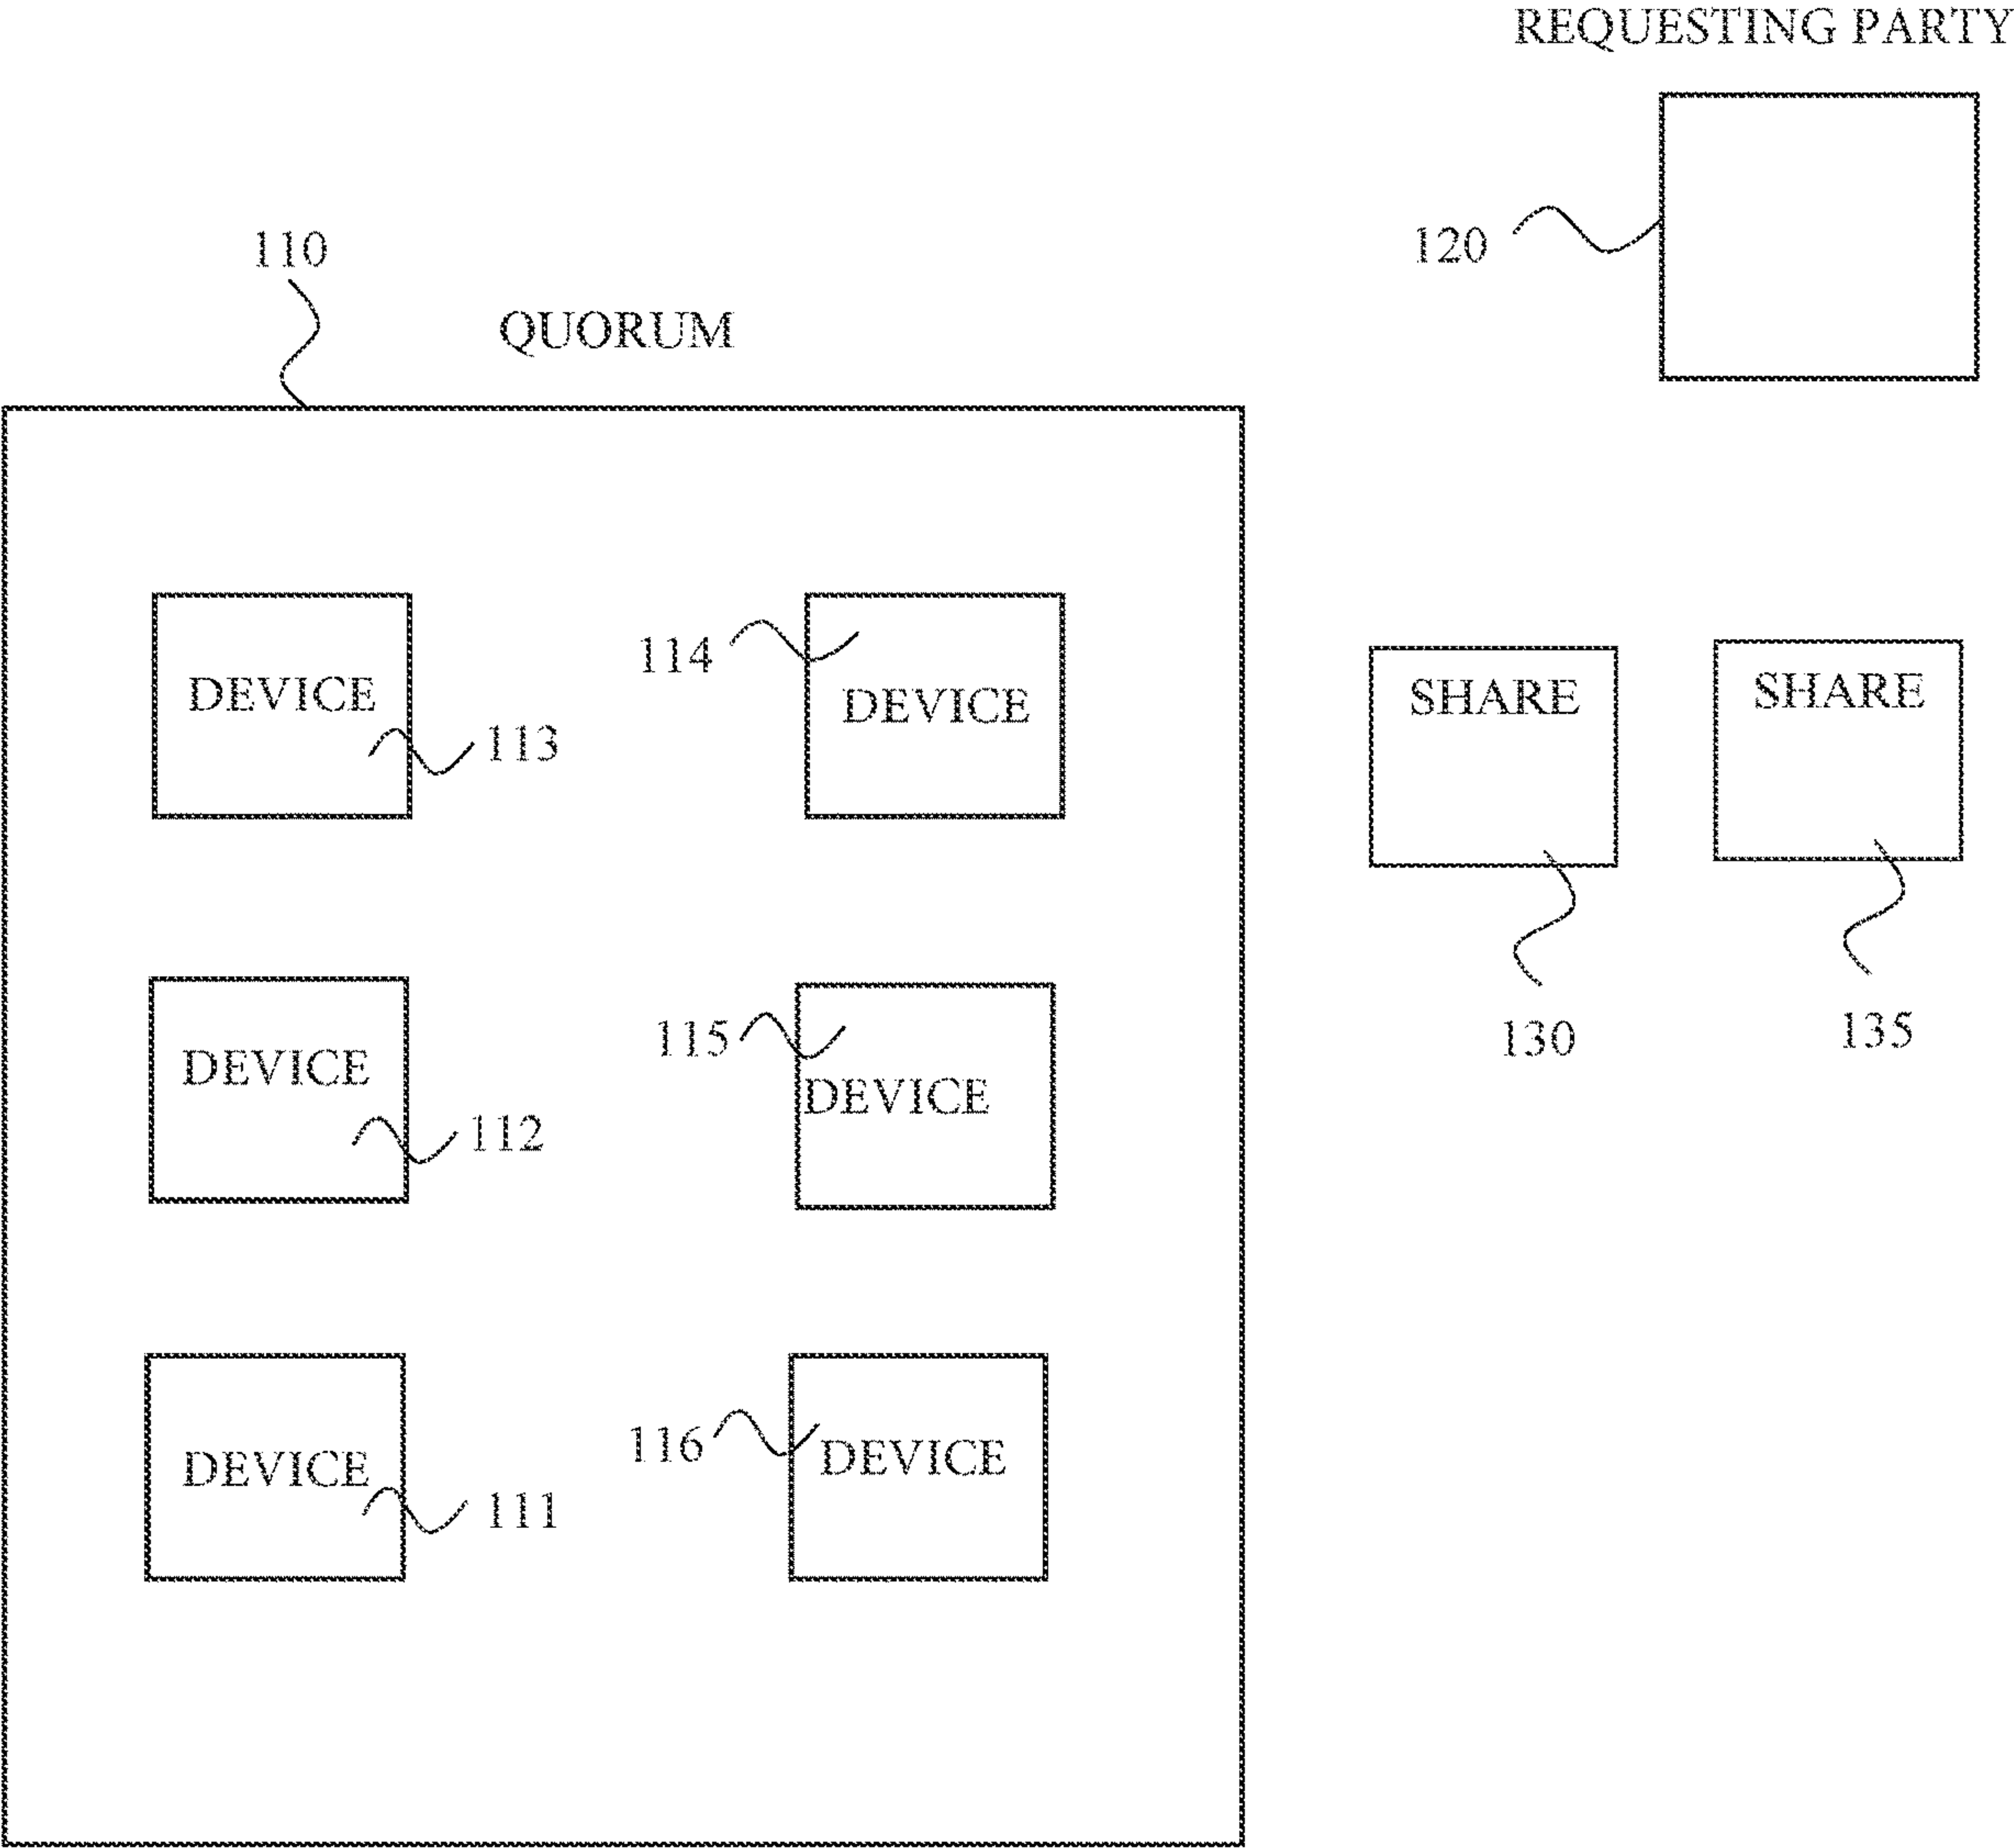 REQUESTING PARTY
120
110
QUORUM
DEVICE
113
114
DEVICE
SHARE
SHARE
130
135
DEVICE
112
115
DEVICE
DEVICE
111
116
DEVICE